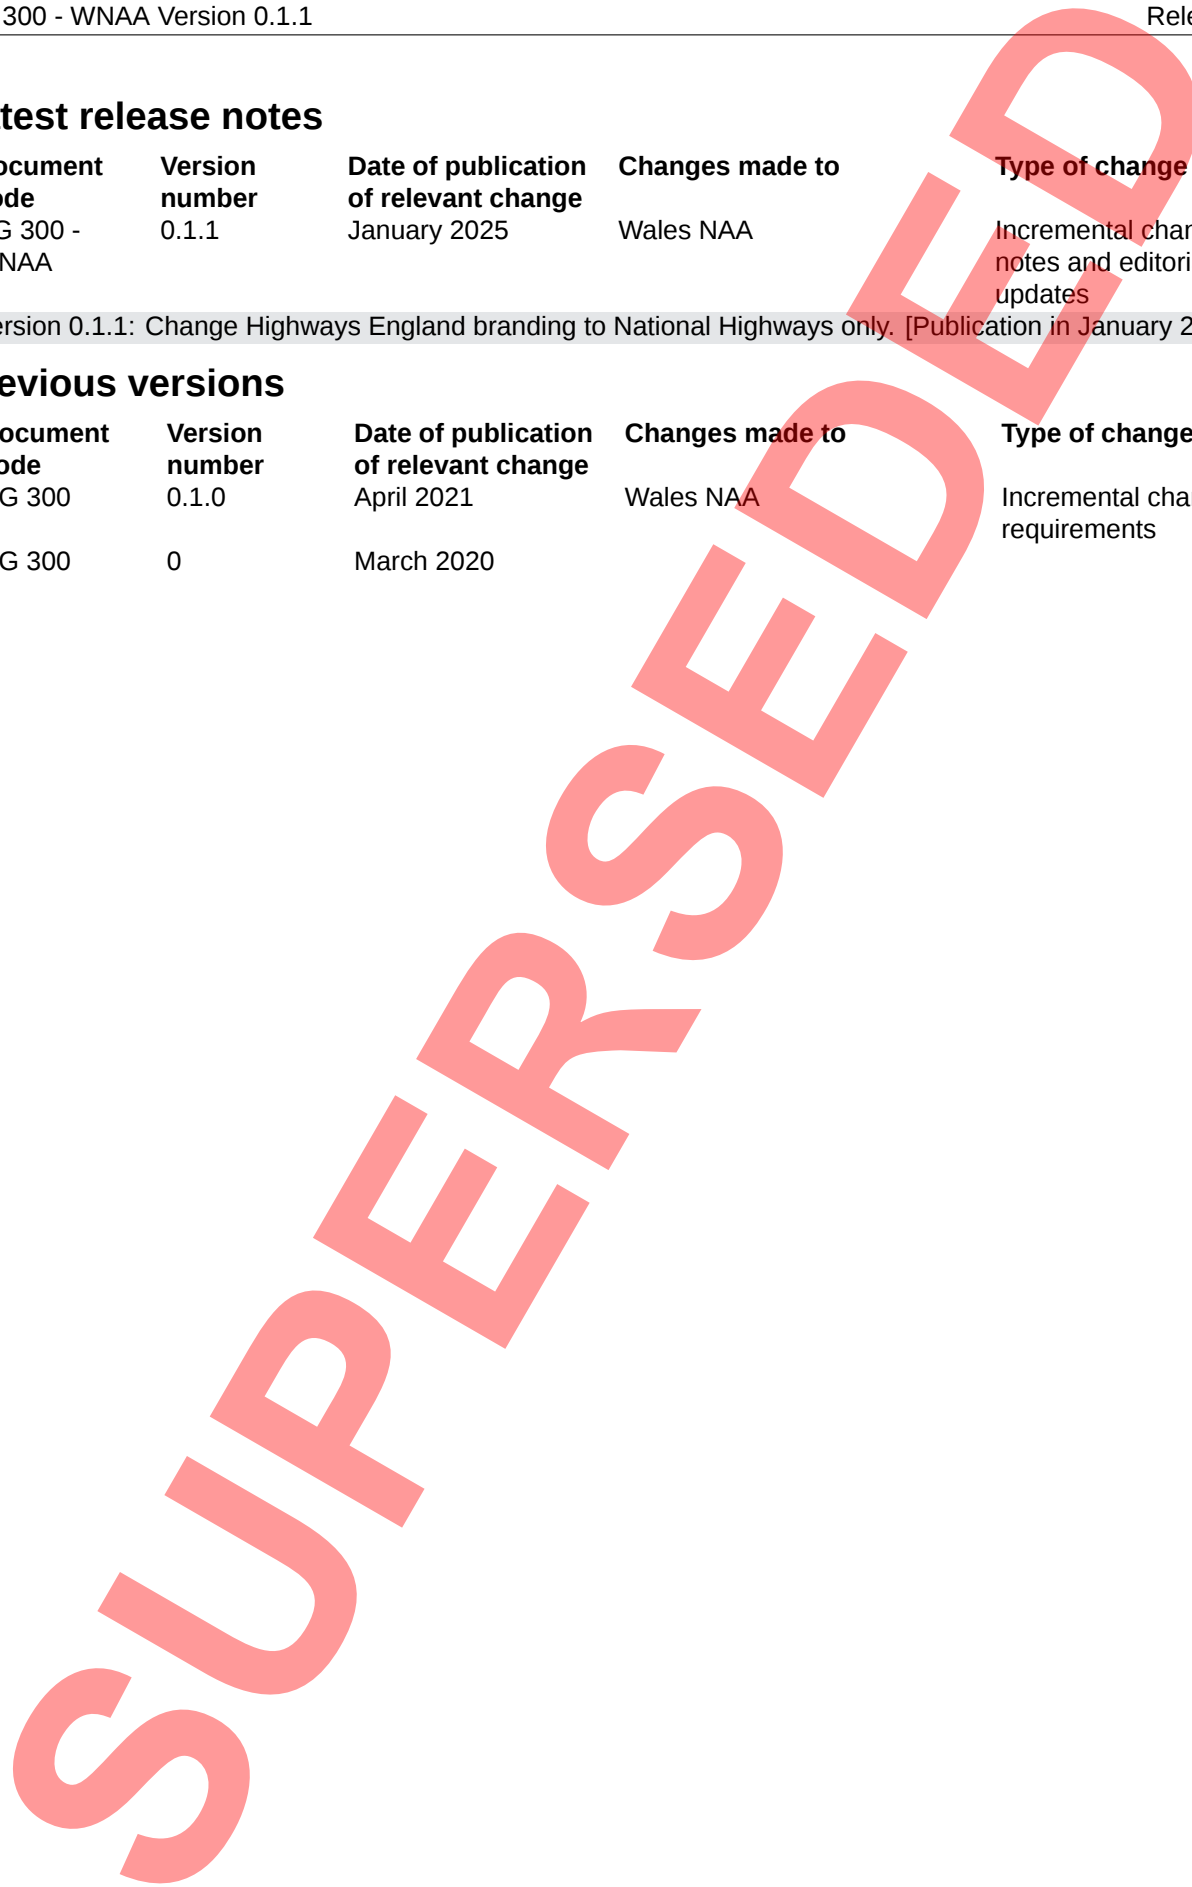 300 - WNAA Version 0.1.1 Rele
test release notes
ocument Version Date of publication Changes made to Type of change
ode number of relevant change
G 300 - 0.1.1 January 2025 Wales NAA Incremental chan
NAA notes and editori
updates
ersion 0.1.1: Change Highways England branding to National Highways only. [Publication in January 2
evious versions
ocument Version Date of publication Changes made to Type of change
ode number of relevant change
G 300 0.1.0 April 2021 Wales NAA Incremental chan
requirements
G 300 0 March 2020
SUPERSEDED